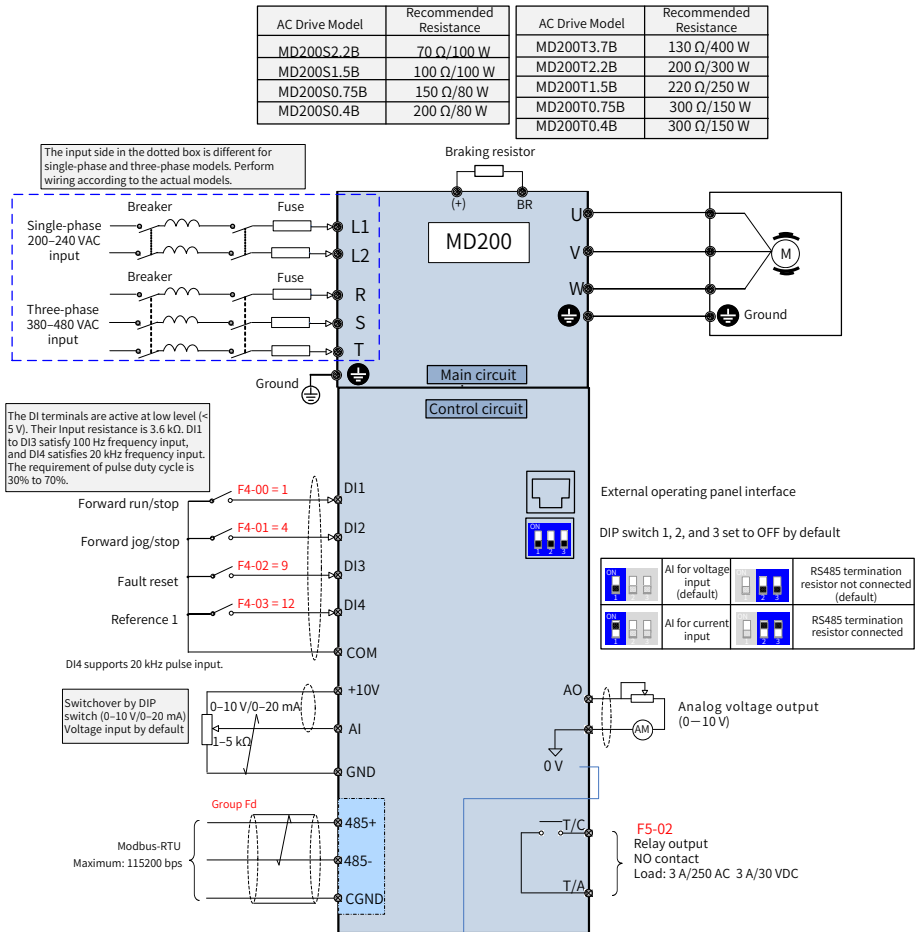 AC Drive Model
Recommended
Resistance
MD200S2.2B
70 Ω/100 W
MD200S1.5B
100 Ω/100 W
MD200S0.75B
150 Ω/80 W
MD200S0.4B
200 Ω/80 W
AC Drive Model
Recommended
Resistance
MD200T3.7B
130 Ω/400 W
MD200T2.2B
200 Ω/300 W
MD200T1.5B
220 Ω/250 W
MD200T0.75B
300 Ω/150 W
MD200T0.4B
300 Ω/150 W
The input side in the dotted box is different for
single-phase and three-phase models. Perform
wiring according to the actual models.
Braking resistor
(+)
BR
MD200
Breaker
Fuse
Single-phase
200–240 VAC
input
L1
L2
Breaker
Fuse
Three-phase
380–480 VAC
input
R
S
T
Ground
U
V
W
M
Ground
Main circuit
Control circuit
The DI terminals are active at low level (<
5 V). Their Input resistance is 3.6 kΩ. DI1
to DI3 satisfy 100 Hz frequency input,
and DI4 satisfies 20 kHz frequency input.
The requirement of pulse duty cycle is
30% to 70%.
Forward run/stop
F4-00 = 1
DI1
Forward jog/stop
F4-01 = 4
DI2
Fault reset
F4-02 = 9
DI3
Reference 1
F4-03 = 12
DI4
COM
DI4 supports 20 kHz pulse input.
External operating panel interface
ON
1 2 3
DIP switch 1, 2, and 3 set to OFF by default
ON
1
AI for voltage
input
(default)
2 3
RS485 termination
resistor not connected
(default)
ON
1
AI for current
input
2 3
RS485 termination
resistor connected
Switchover by DIP
switch (0–10 V/0–20 mA)
Voltage input by default
0–10 V/0–20 mA
1–5 kΩ
+10V
AI
GND
AO
AM
0 V
Analog voltage output
(0－10 V)
Group Fd
Modbus-RTU
Maximum: 115200 bps
485+
485-
CGND
T/C
T/A
F5-02
Relay output
NO contact
Load: 3 A/250 AC  3 A/30 VDC